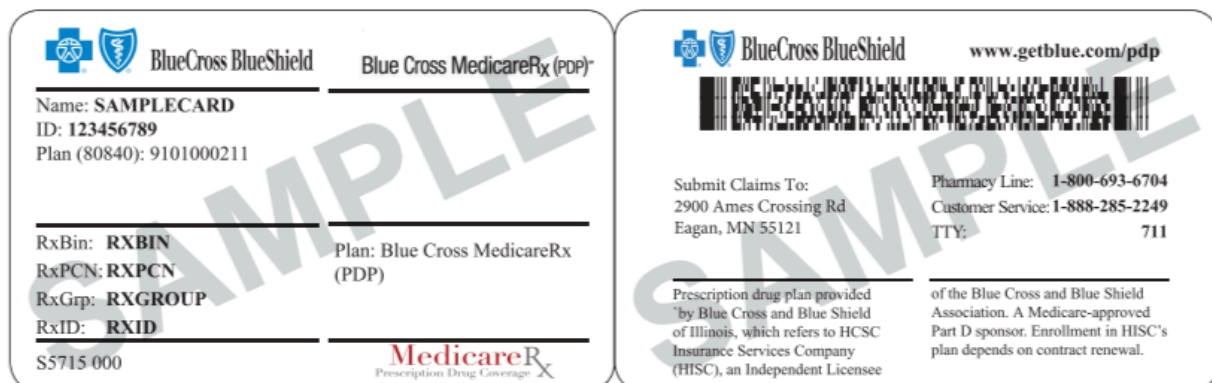 BlueCross BlueShield
Blue Cross MedicareRx (PDP)℠
Name: SAMPLECARD
ID: 123456789
Plan (80840): 9101000211
RxBin: RXBIN
RxPCN: RXPCN
RxGrp: RXGROUP
RxID: RXID
Plan: Blue Cross MedicareRx
(PDP)
S5715 000
MedicareRx
Prescription Drug Coverage
SAMPLE
BlueCross BlueShield
www.getblue.com/pdp
Submit Claims To:
2900 Ames Crossing Rd
Eagan, MN 55121
Pharmacy Line: 1-800-693-6704
Customer Service: 1-888-285-2249
TTY: 711
Prescription drug plan provided
`by Blue Cross and Blue Shield
of Illinois, which refers to HCSC
Insurance Services Company
(HISC), an Independent Licensee
of the Blue Cross and Blue Shield
Association. A Medicare-approved
Part D sponsor. Enrollment in HISC's
plan depends on contract renewal.
SAMPLE